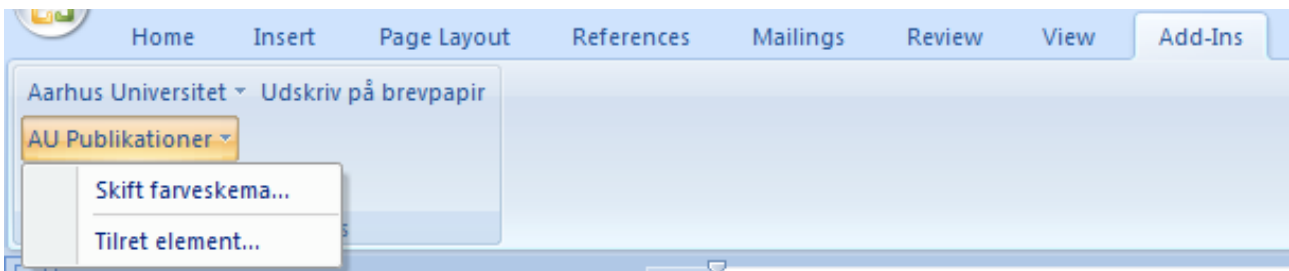 Home Insert Page Layout References Mailings Review View Add-Ins
Aarhus Universitet Udskriv på brevpapir
AU Publikationer
Skift farveskema...
Tilret element...